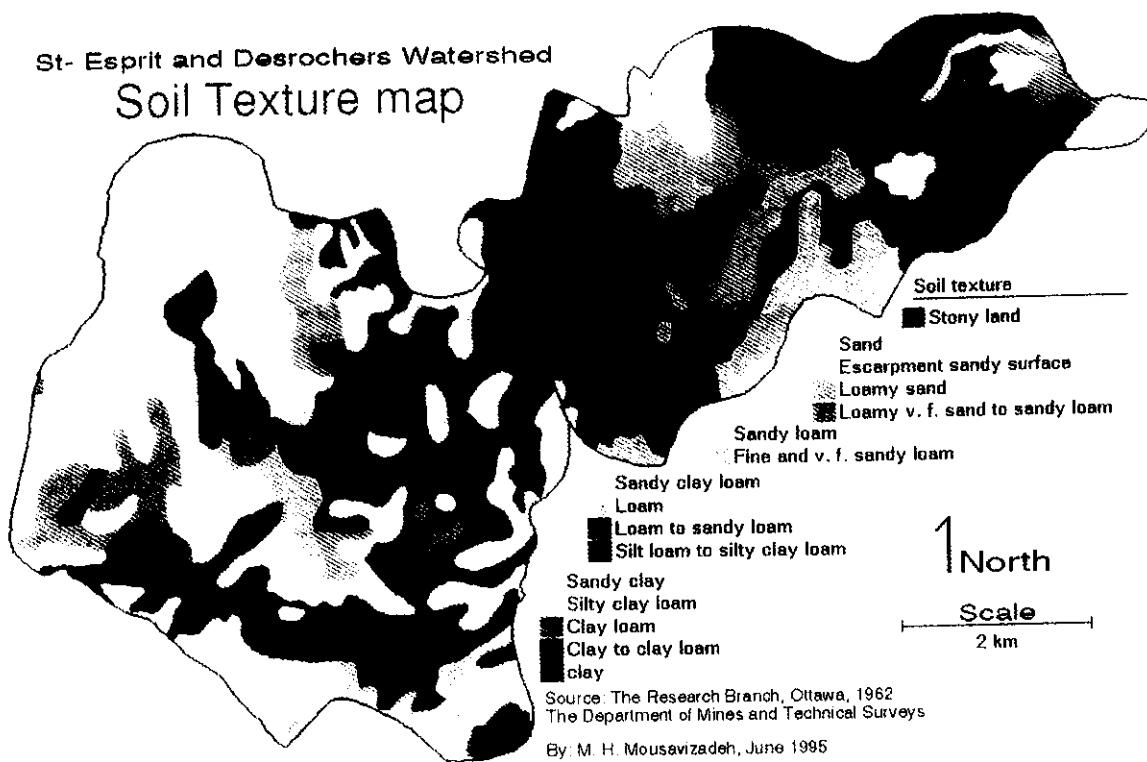 St- Esprit and Desrochers Watershed
Soil Texture map
Soil texture
Stony land
Sand
Escarpment sandy surface
Loamy sand
Loamy v. f. sand to sandy loam
Sandy loam
Fine and v. f. sandy loam
Sandy clay loam
Loam
Loam to sandy loam
Silt loam to silty clay loam
Sandy clay
Silty clay loam
Clay loam
Clay to clay loam
clay
North
Scale
2 km
Source: The Research Branch, Ottawa, 1962
The Department of Mines and Technical Surveys
By: M. H. Mousavizadeh, June 1995